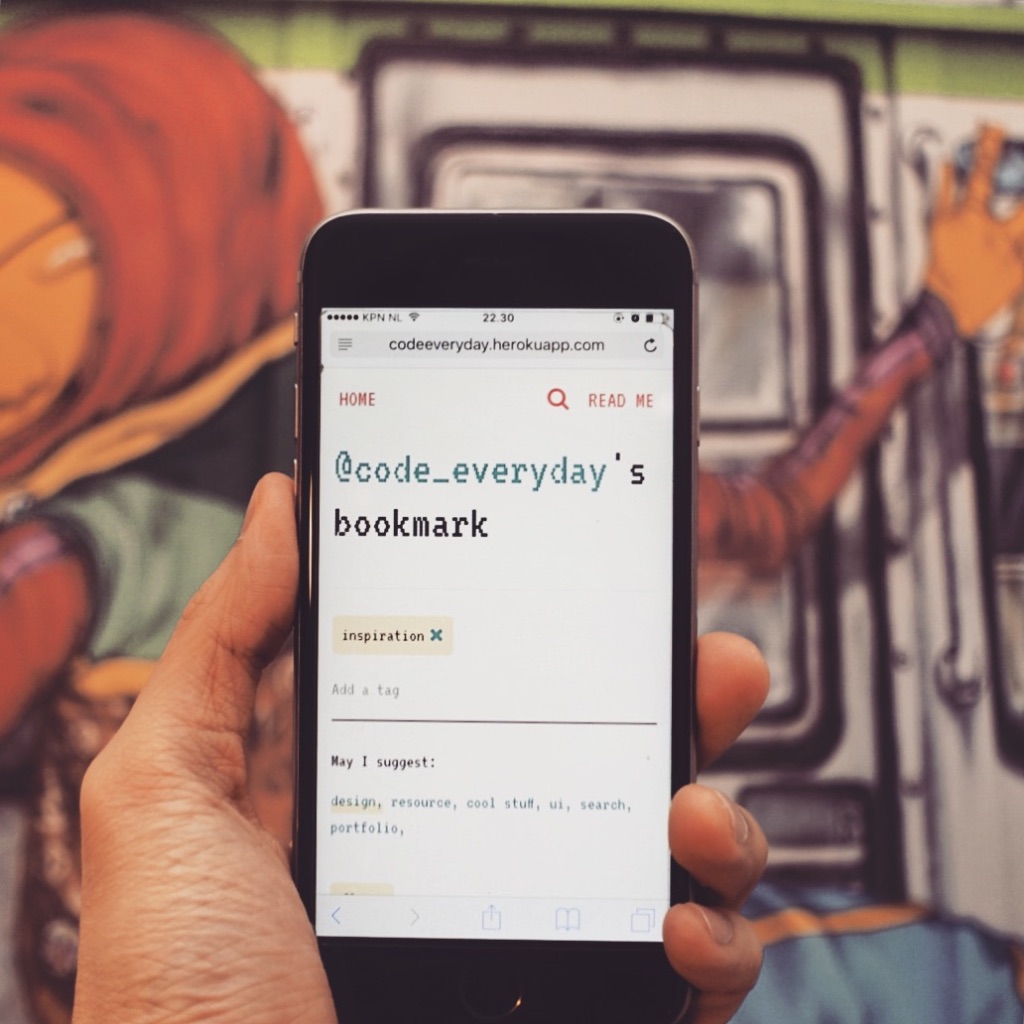 KPN NL 22.30
codeeveryday.herokuapp.com
HOME READ ME
@code_everyday's
bookmark
inspiration ×
Add a tag
May I suggest:
design, resource, cool stuff, ui, search,
portfolio,